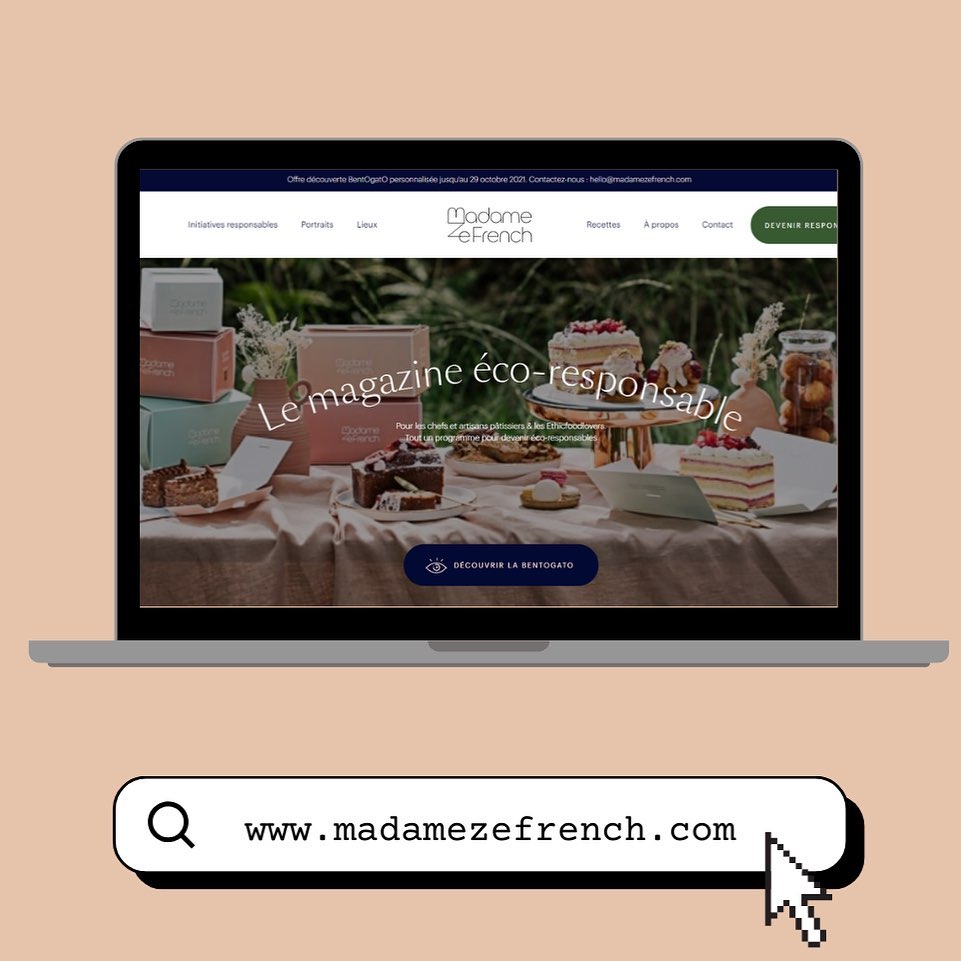 Offre découverte BentOgatO personnalisée jusqu'au 29 octobre 2021. Contactez-nous : hello@madamezefrench.com
Initiatives responsables Portraits Lieux Madame ZeFrench Recettes À propos Contact DEVENIR RESPON
Madame
ZeFrench
Madame
ZeFrench
Madame
ZeFrench
Madame
ZeFrench
Le magazine éco-responsable
Pour les chefs et artisans pâtissiers & les Ethicfoodlovers
Tout un programme pour devenir éco-responsables
DÉCOUVRIR LA BENTOGATO
www.madamezefrench.com